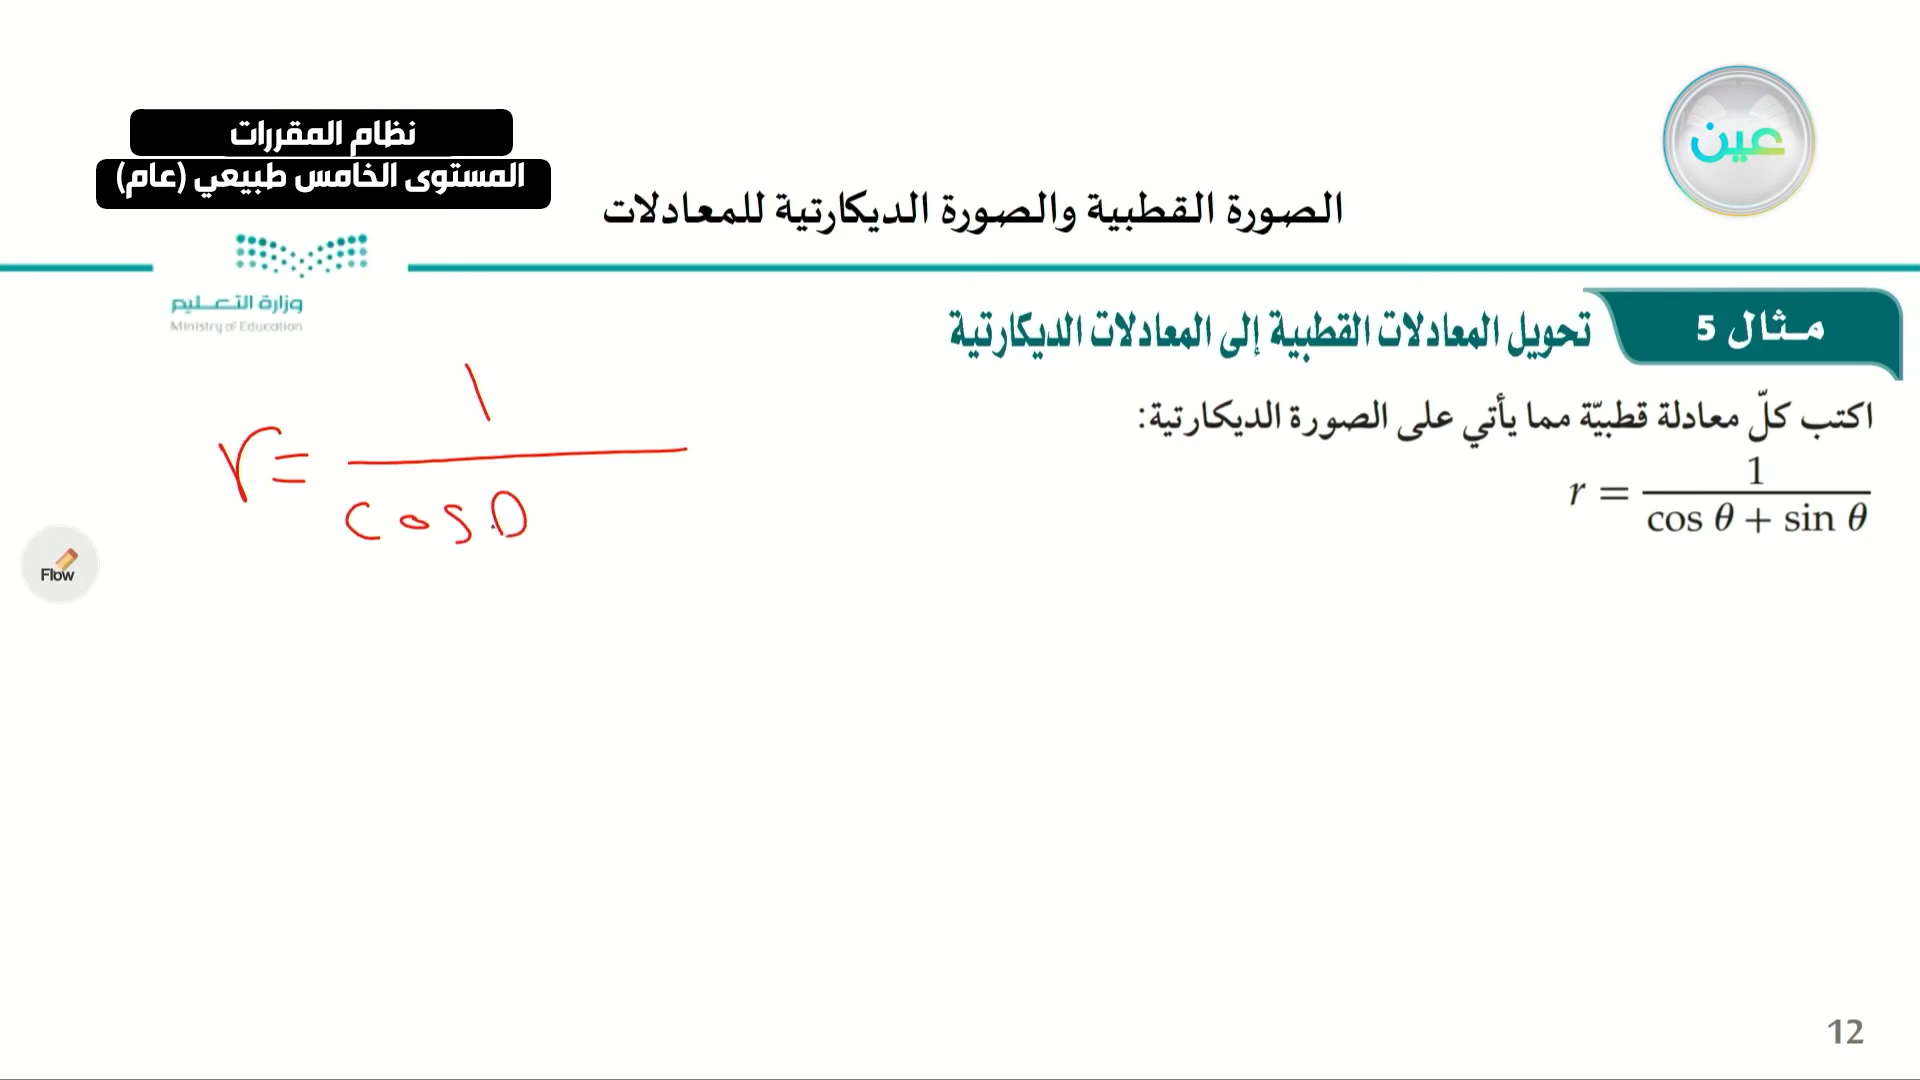 عين
نظام المقررات
المستوى الخامس طبيعي (عام)
الصورة القطبية والصورة الديكارتية للمعادلات
وزارة التعليم
Ministry of Education
مثال 5
تحويل المعادلات القطبية إلى المعادلات الديكارتية
اكتب كلّ معادلة قطبيّة مما يأتي على الصورة الديكارتية:
r = 1 / (cos θ + sin θ)
r = 1 / cos θ
Flow
12